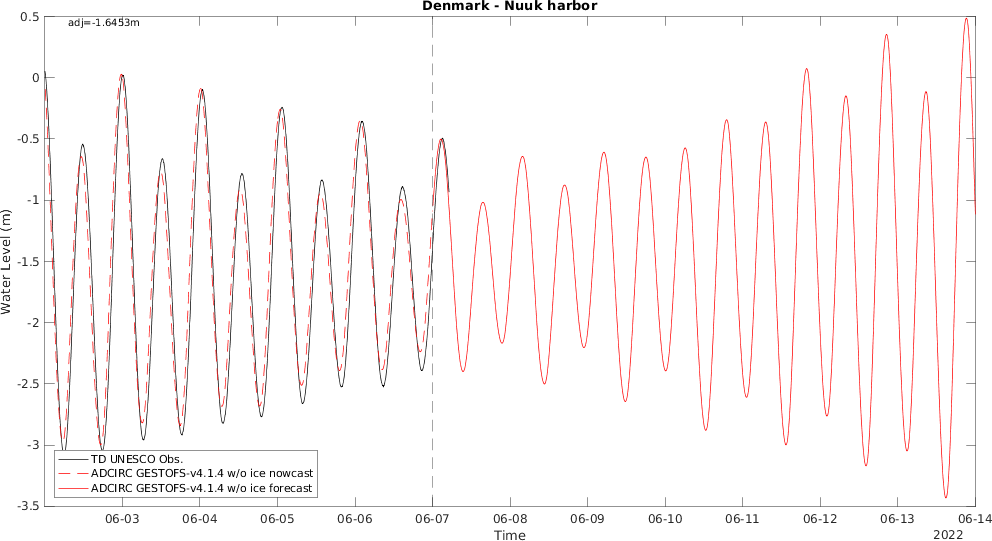 Denmark - Nuuk harbor
adj=-1.6453m
0.5
0
-0.5
-1
-1.5
-2
-2.5
-3
-3.5
Water Level (m)
TD UNESCO Obs.
ADCIRC GESTOFS-v4.1.4 w/o ice nowcast
ADCIRC GESTOFS-v4.1.4 w/o ice forecast
06-03 06-04 06-05 06-06 06-07 06-08 06-09 06-10 06-11 06-12 06-13 06-14
Time
2022